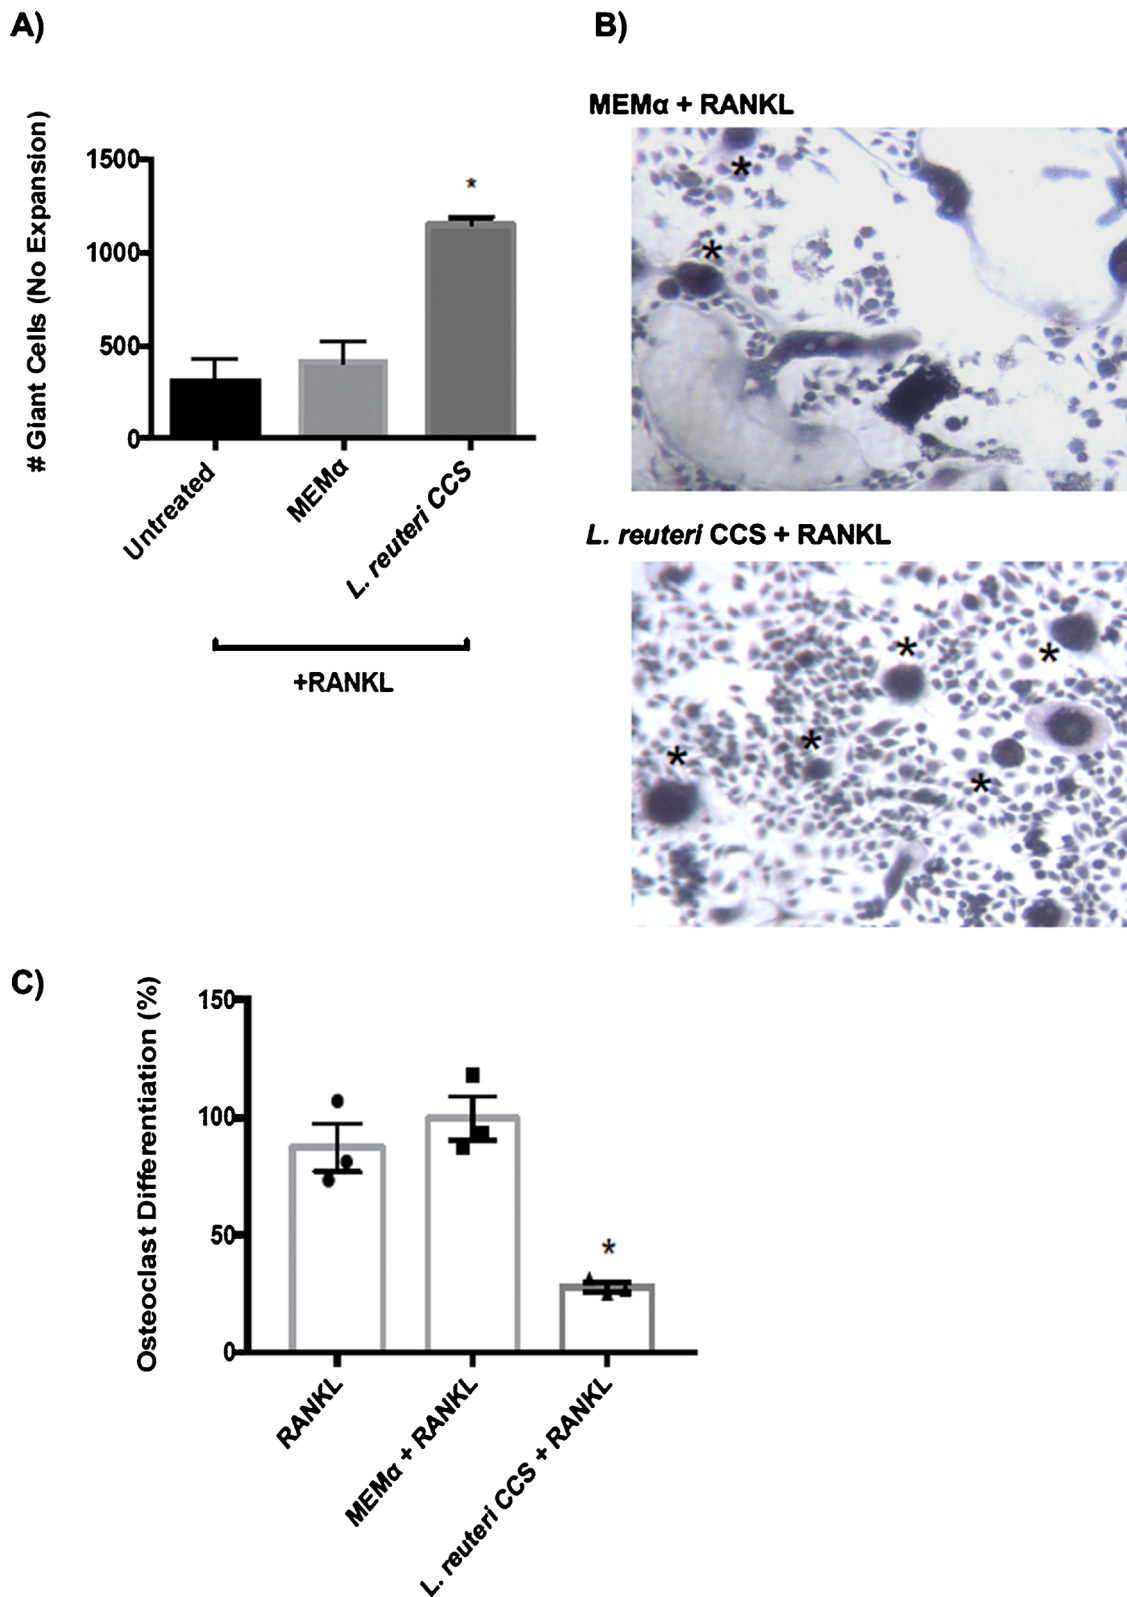 A)
# Giant Cells (No Expansion)
1500
1000
500
0
*
Untreated
MEMα
L. reuteri CCS
+RANKL
B)
MEMα + RANKL
*
*
L. reuteri CCS + RANKL
*
*
*
*
*
C)
Osteoclast Differentiation (%)
150
100
50
0
*
RANKL
MEMα + RANKL
L. reuteri CCS + RANKL